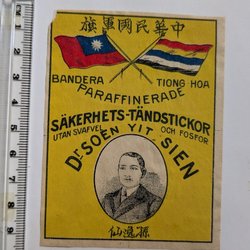 中華民國軍旗
BANDERA TIONG HOA
PARAFFINERADE
SÄKERHETS-TÄNDSTICKOR
UTAN SVAFVEL OCH FOSFOR
DR SOEN YIT SIEN
孫逸仙